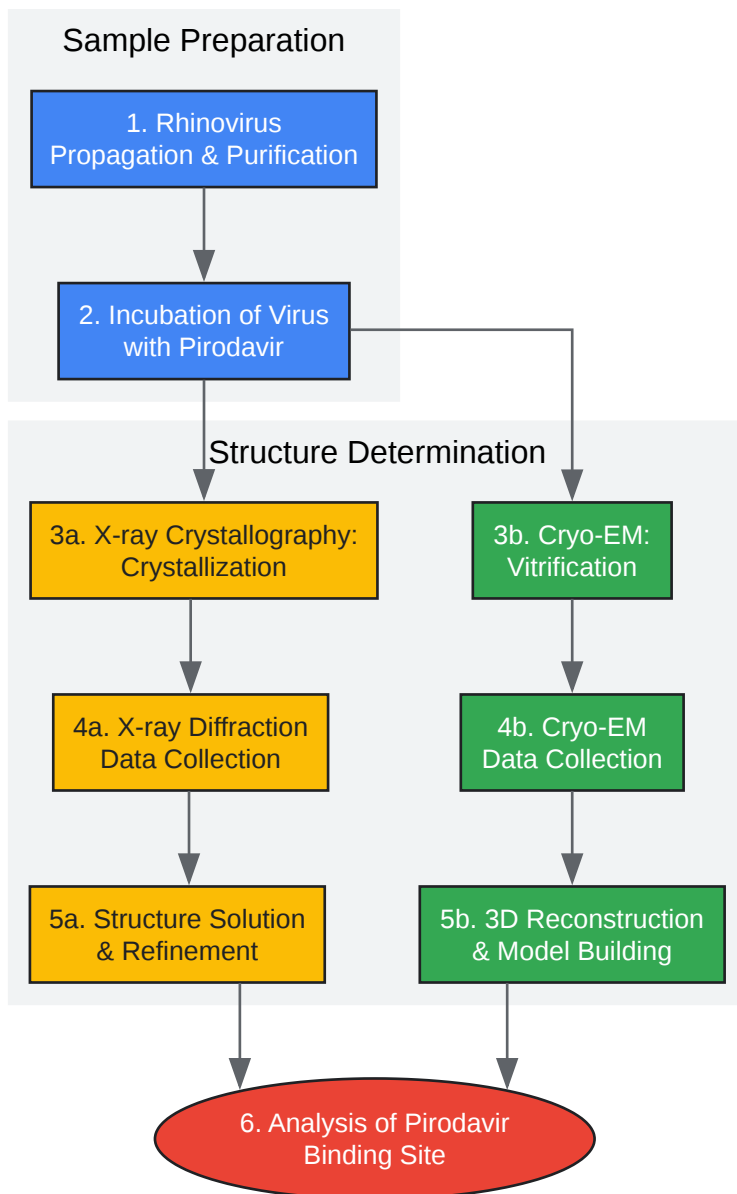 Sample Preparation
1. Rhinovirus
Propagation & Purification
2. Incubation of Virus
with Pirodavir
Structure Determination
3a. X-ray Crystallography:
Crystallization
3b. Cryo-EM:
Vitrification
4a. X-ray Diffraction
Data Collection
4b. Cryo-EM
Data Collection
5a. Structure Solution
& Refinement
5b. 3D Reconstruction
& Model Building
6. Analysis of Pirodavir
Binding Site